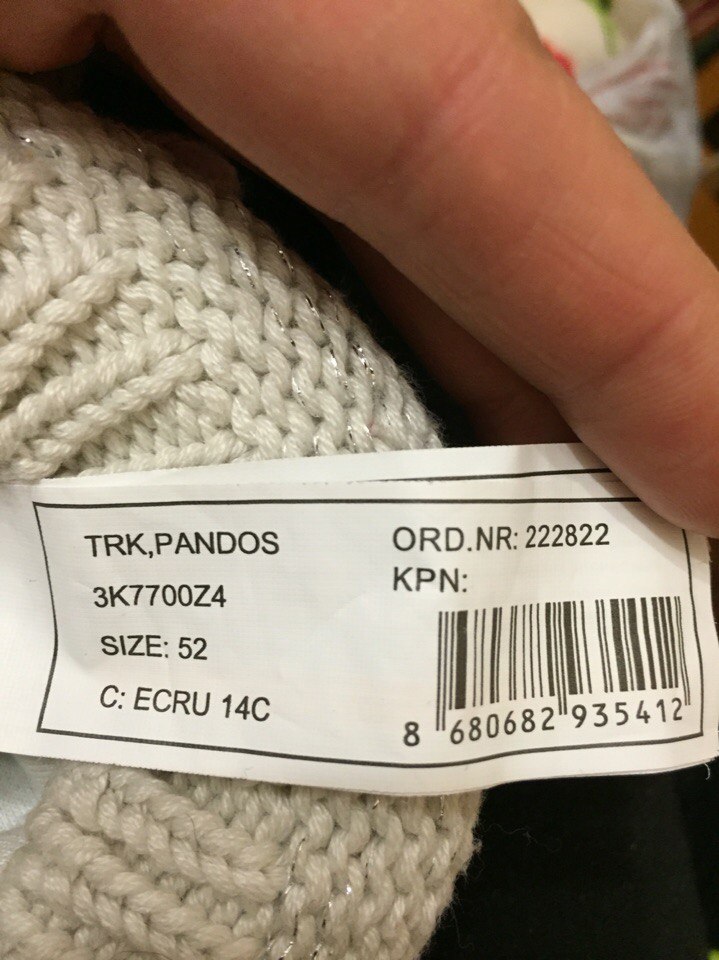 TRK,PANDOS
3K7700Z4
SIZE: 52
C: ECRU 14C
ORD.NR: 222822
KPN:
8 680682 935412